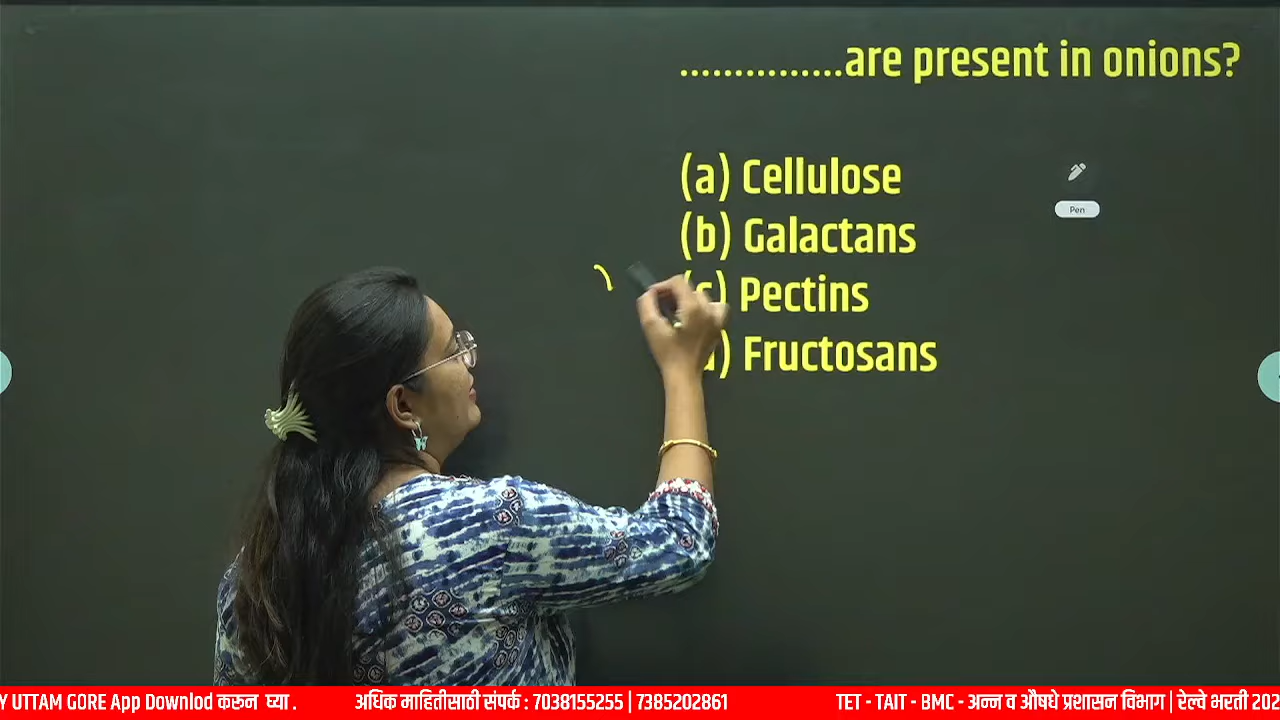 ...............are present in onions?
(a) Cellulose
(b) Galactans
(c) Pectins
(d) Fructosans
Pen
Y UTTAM GORE App Downlod करून घ्या . अधिक माहितीसाठी संपर्क : 7038155255 | 7385202861 TET - TAIT - BMC - अन्न व औषधे प्रशासन विभाग | रेल्वे भरती 202